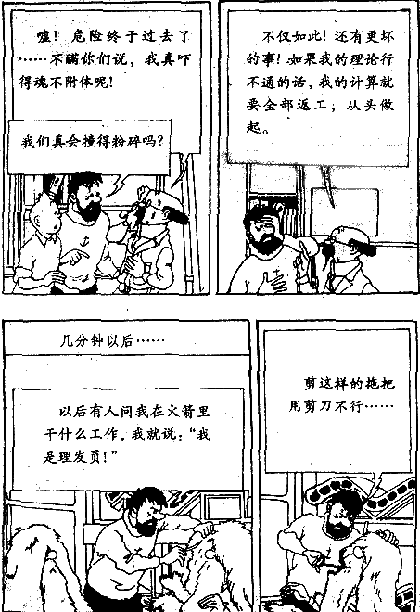 嘘！危险终于过去了
……不瞒你们说，我真吓
得魂不附体呢！
我们真会撞得粉碎吗？
不仅如此！还有更坏
的事！如果我的理论行
不通的话，我的计算就
要全部返工，从头做
起。
几分钟以后……
以后有人问我在火箭里
干什么工作，我就说：“我
是理发员！”
剪这样的拖把
用剪刀不行……